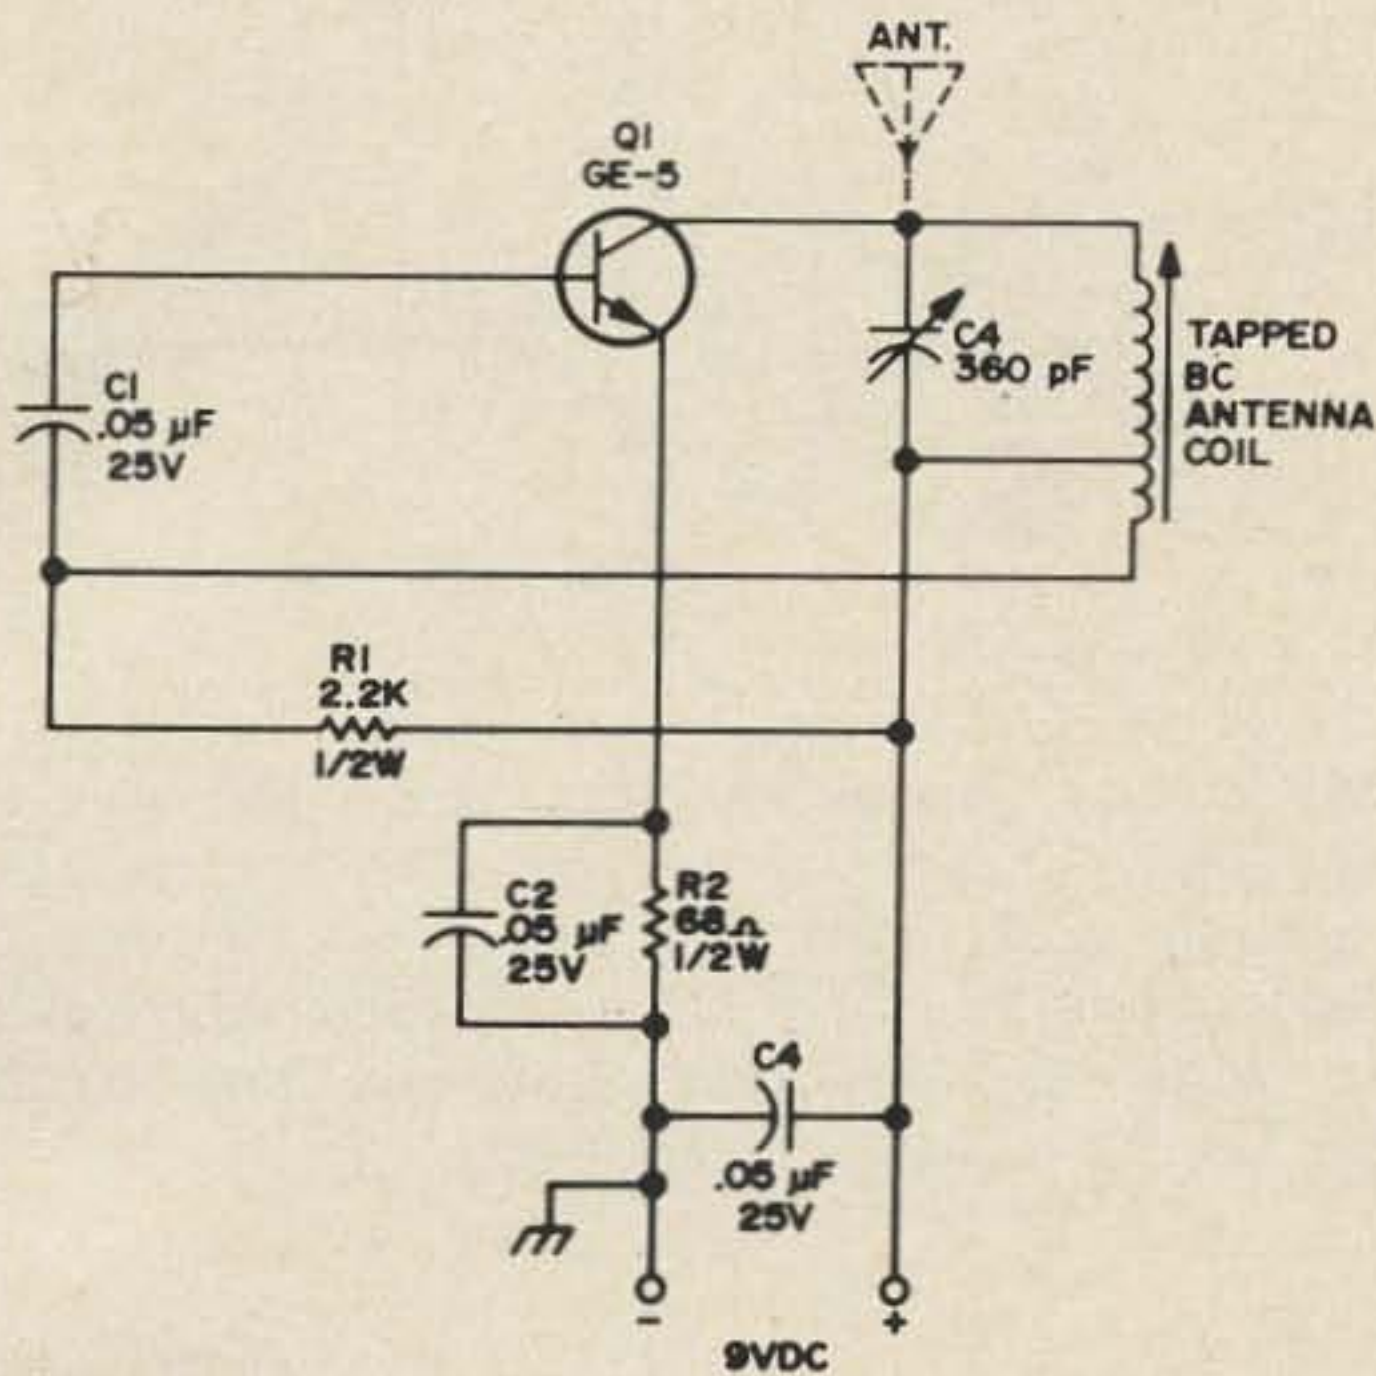 ANT.
Q1
GE-5
C4
360 pF
TAPPED
BC
ANTENNA
COIL
C1
.05 µF
25V
R1
2.2K
1/2W
C2
.05 µF
25V
R2
68Ω
1/2W
C4
.05 µF
25V
-
+
9VDC